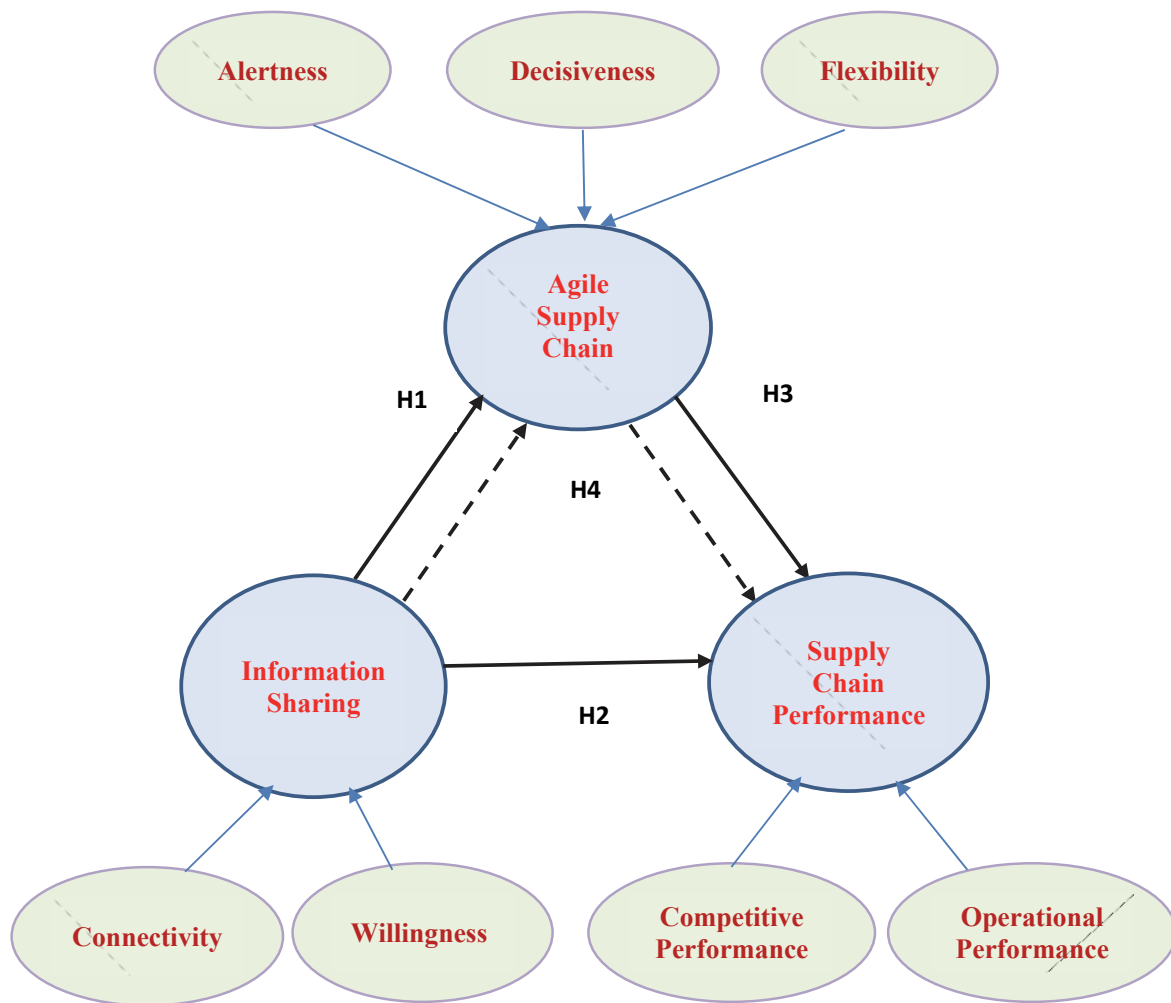 Alertness
Decisiveness
Flexibility
Agile
Supply
Chain
H1
H3
H4
Information
Sharing
Supply
Chain
Performance
H2
Connectivity
Willingness
Competitive
Performance
Operational
Performance